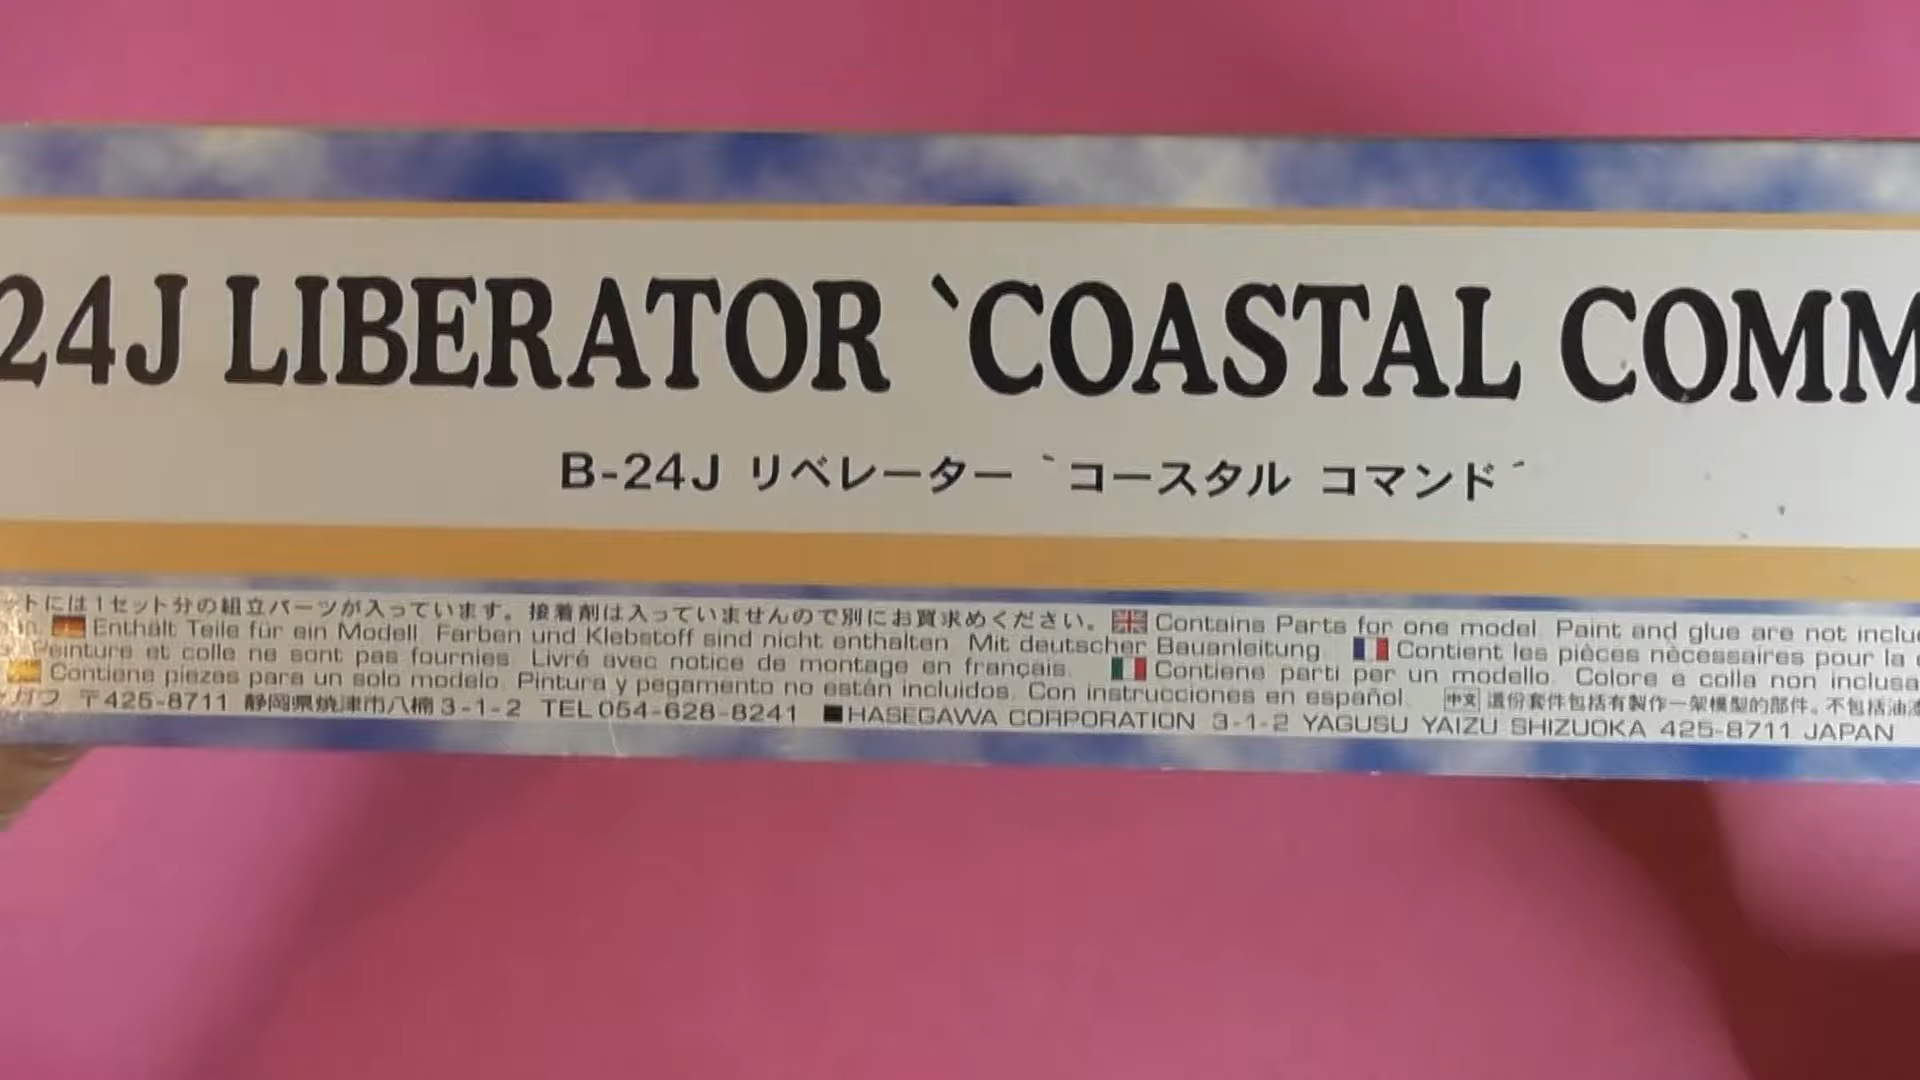 24J LIBERATOR `COASTAL COMM
B-24J リベレーター `コースタル コマンド´
ットには1セット分の組立パーツが入っています。接着剤は入っていませんので別にお買求めください。 Contains Parts for one model. Paint and glue are not inclu
Enthält Teile für ein Modell. Farben und Klebstoff sind nicht enthalten. Mit deutscher Bauanleitung. Contient les pièces nècessaires pour la
Peinture et colle ne sont pas fournies. Livré avec notice de montage en français. Contiene parti per un modello. Colore e colla non inclusa
Contiene piezas para un solo modelo. Pintura y pegamento no están incluidos. Con instrucciones en español. 中文 這份套件包括有製作一架模型的部件。不包括油漆
〒425-8711 静岡県焼津市八楠3-1-2 TEL054-628-8241 ■HASEGAWA CORPORATION 3-1-2 YAGUSU YAIZU SHIZUOKA 425-8711 JAPAN